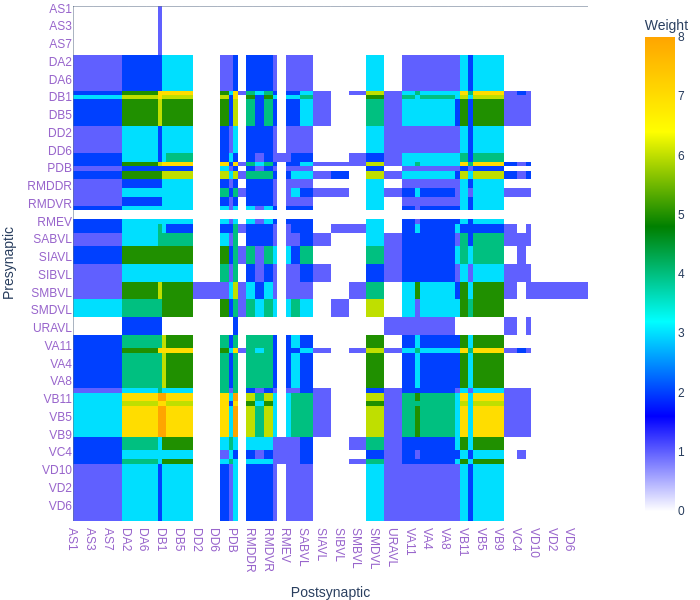 Weight
8
7
6
5
4
3
2
1
0
Presynaptic
AS1
AS3
AS7
DA2
DA6
DB1
DB5
DD2
DD6
PDB
RMDDR
RMDVR
RMEV
SABVL
SIAVL
SIBVL
SMBVL
SMDVL
URAVL
VA11
VA4
VA8
VB11
VB5
VB9
VC4
VD10
VD2
VD6
AS1
AS3
AS7
DA2
DA6
DB1
DB5
DD2
DD6
PDB
RMDDR
RMDVR
RMEV
SABVL
SIAVL
SIBVL
SMBVL
SMDVL
URAVL
VA11
VA4
VA8
VB11
VB5
VB9
VC4
VD10
VD2
VD6
Postsynaptic